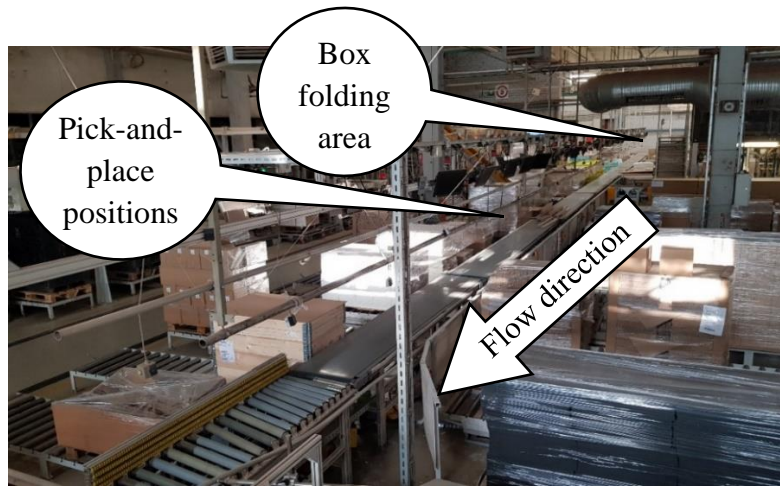 Box
folding
area
Pick-and-
place
positions
Flow direction